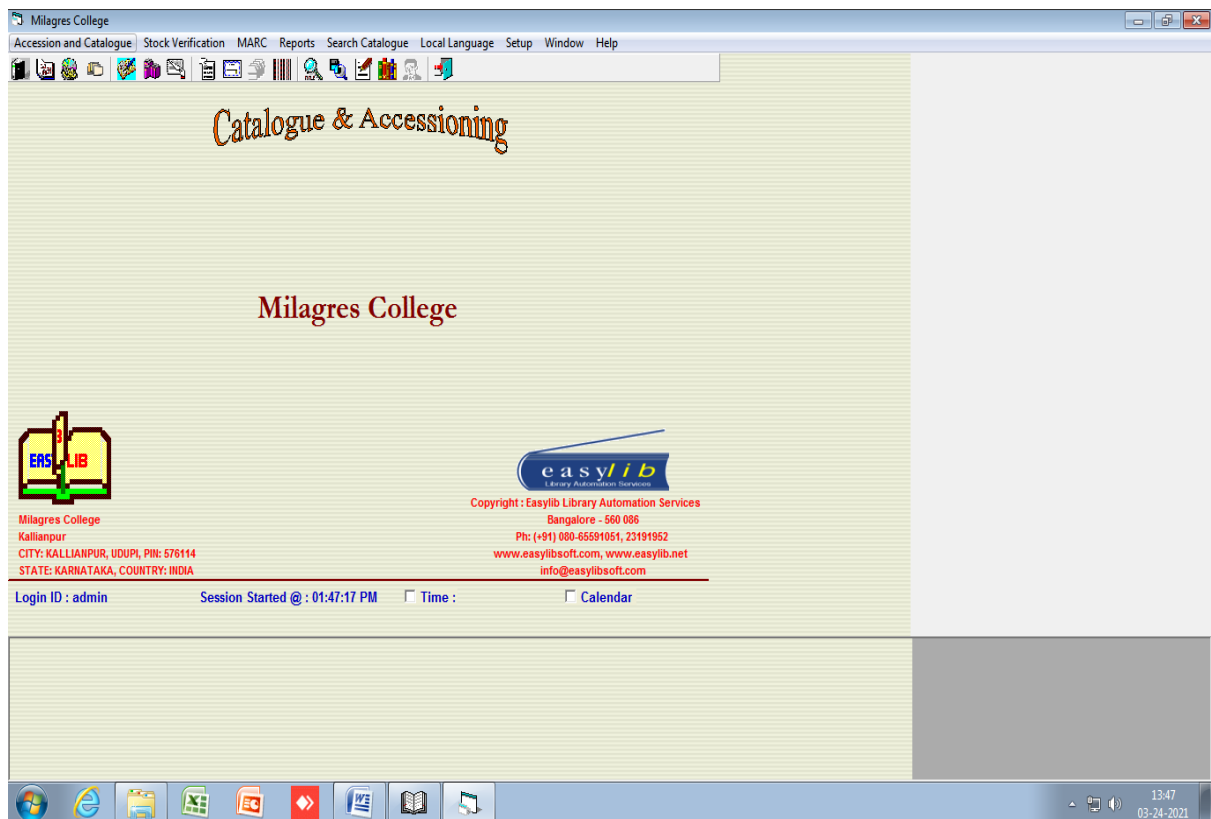 Milagres College
Accession and Catalogue Stock Verification MARC Reports Search Catalogue Local Language Setup Window Help
Catalogue & Accessioning
Milagres College
EASY LIB
easylib
Library Automation Services
Copyright : Easylib Library Automation Services
Milagres College Bangalore - 560 086
Kallianpur Ph: (+91) 080-65591051, 23191952
CITY: KALLIANPUR, UDUPI, PIN: 576114 www.easylibsoft.com, www.easylib.net
STATE: KARNATAKA, COUNTRY: INDIA info@easylibsoft.com
Login ID : admin Session Started @ : 01:47:17 PM Time : Calendar
13:47
03-24-2021